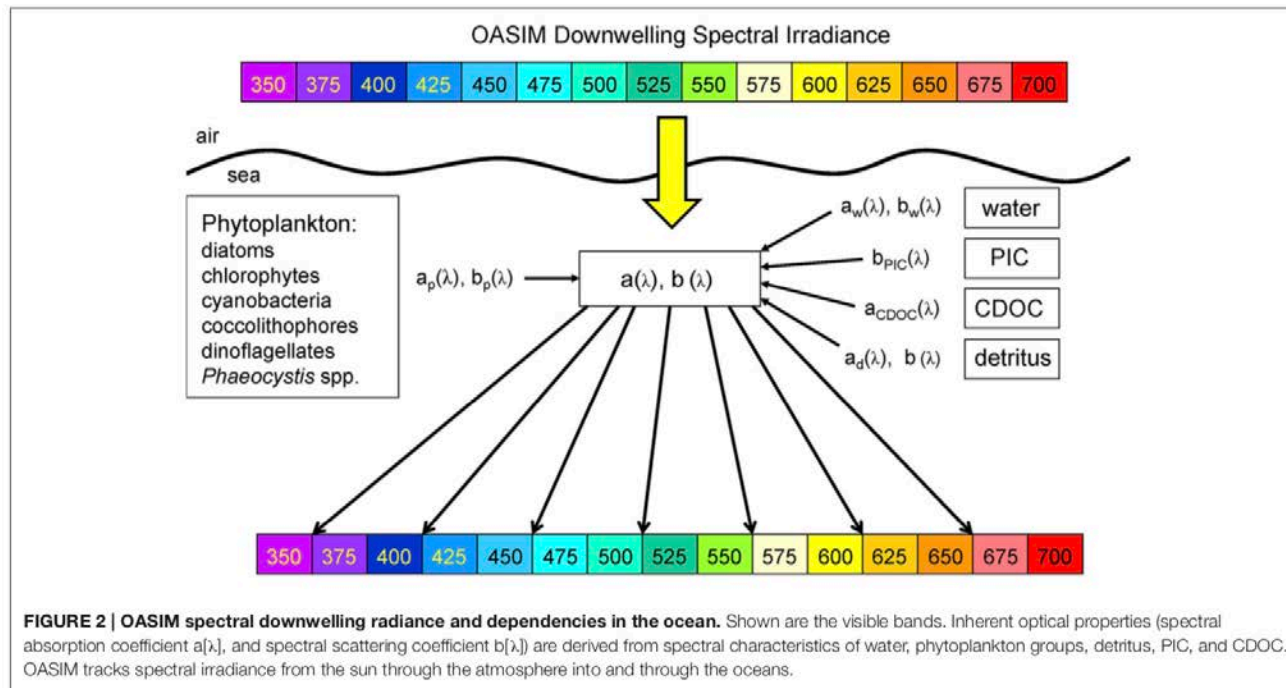 OASIM Downwelling Spectral Irradiance
350 375 400 425 450 475 500 525 550 575 600 625 650 675 700
air
sea
Phytoplankton:
diatoms
chlorophytes
cyanobacteria
coccolithophores
dinoflagellates
Phaeocystis spp.
aₚ(λ), bₚ(λ)
a(λ), b (λ)
a_w(λ), b_w(λ) water
b_PIC(λ) PIC
a_CDOC(λ) CDOC
a_d(λ), b (λ) detritus
350 375 400 425 450 475 500 525 550 575 600 625 650 675 700
FIGURE 2 | OASIM spectral downwelling radiance and dependencies in the ocean. Shown are the visible bands. Inherent optical properties (spectral
absorption coefficient a[λ], and spectral scattering coefficient b[λ]) are derived from spectral characteristics of water, phytoplankton groups, detritus, PIC, and CDOC.
OASIM tracks spectral irradiance from the sun through the atmosphere into and through the oceans.